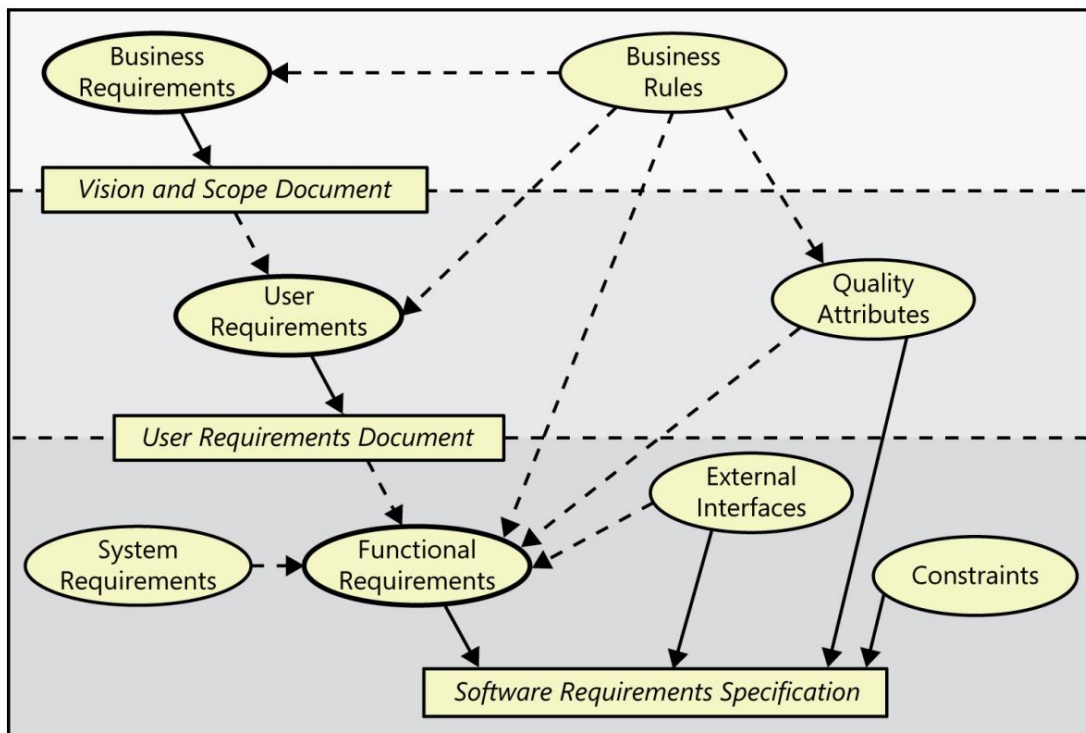 Business
Requirements
Business
Rules
Vision and Scope Document
User
Requirements
Quality
Attributes
User Requirements Document
External
Interfaces
System
Requirements
Functional
Requirements
Constraints
Software Requirements Specification